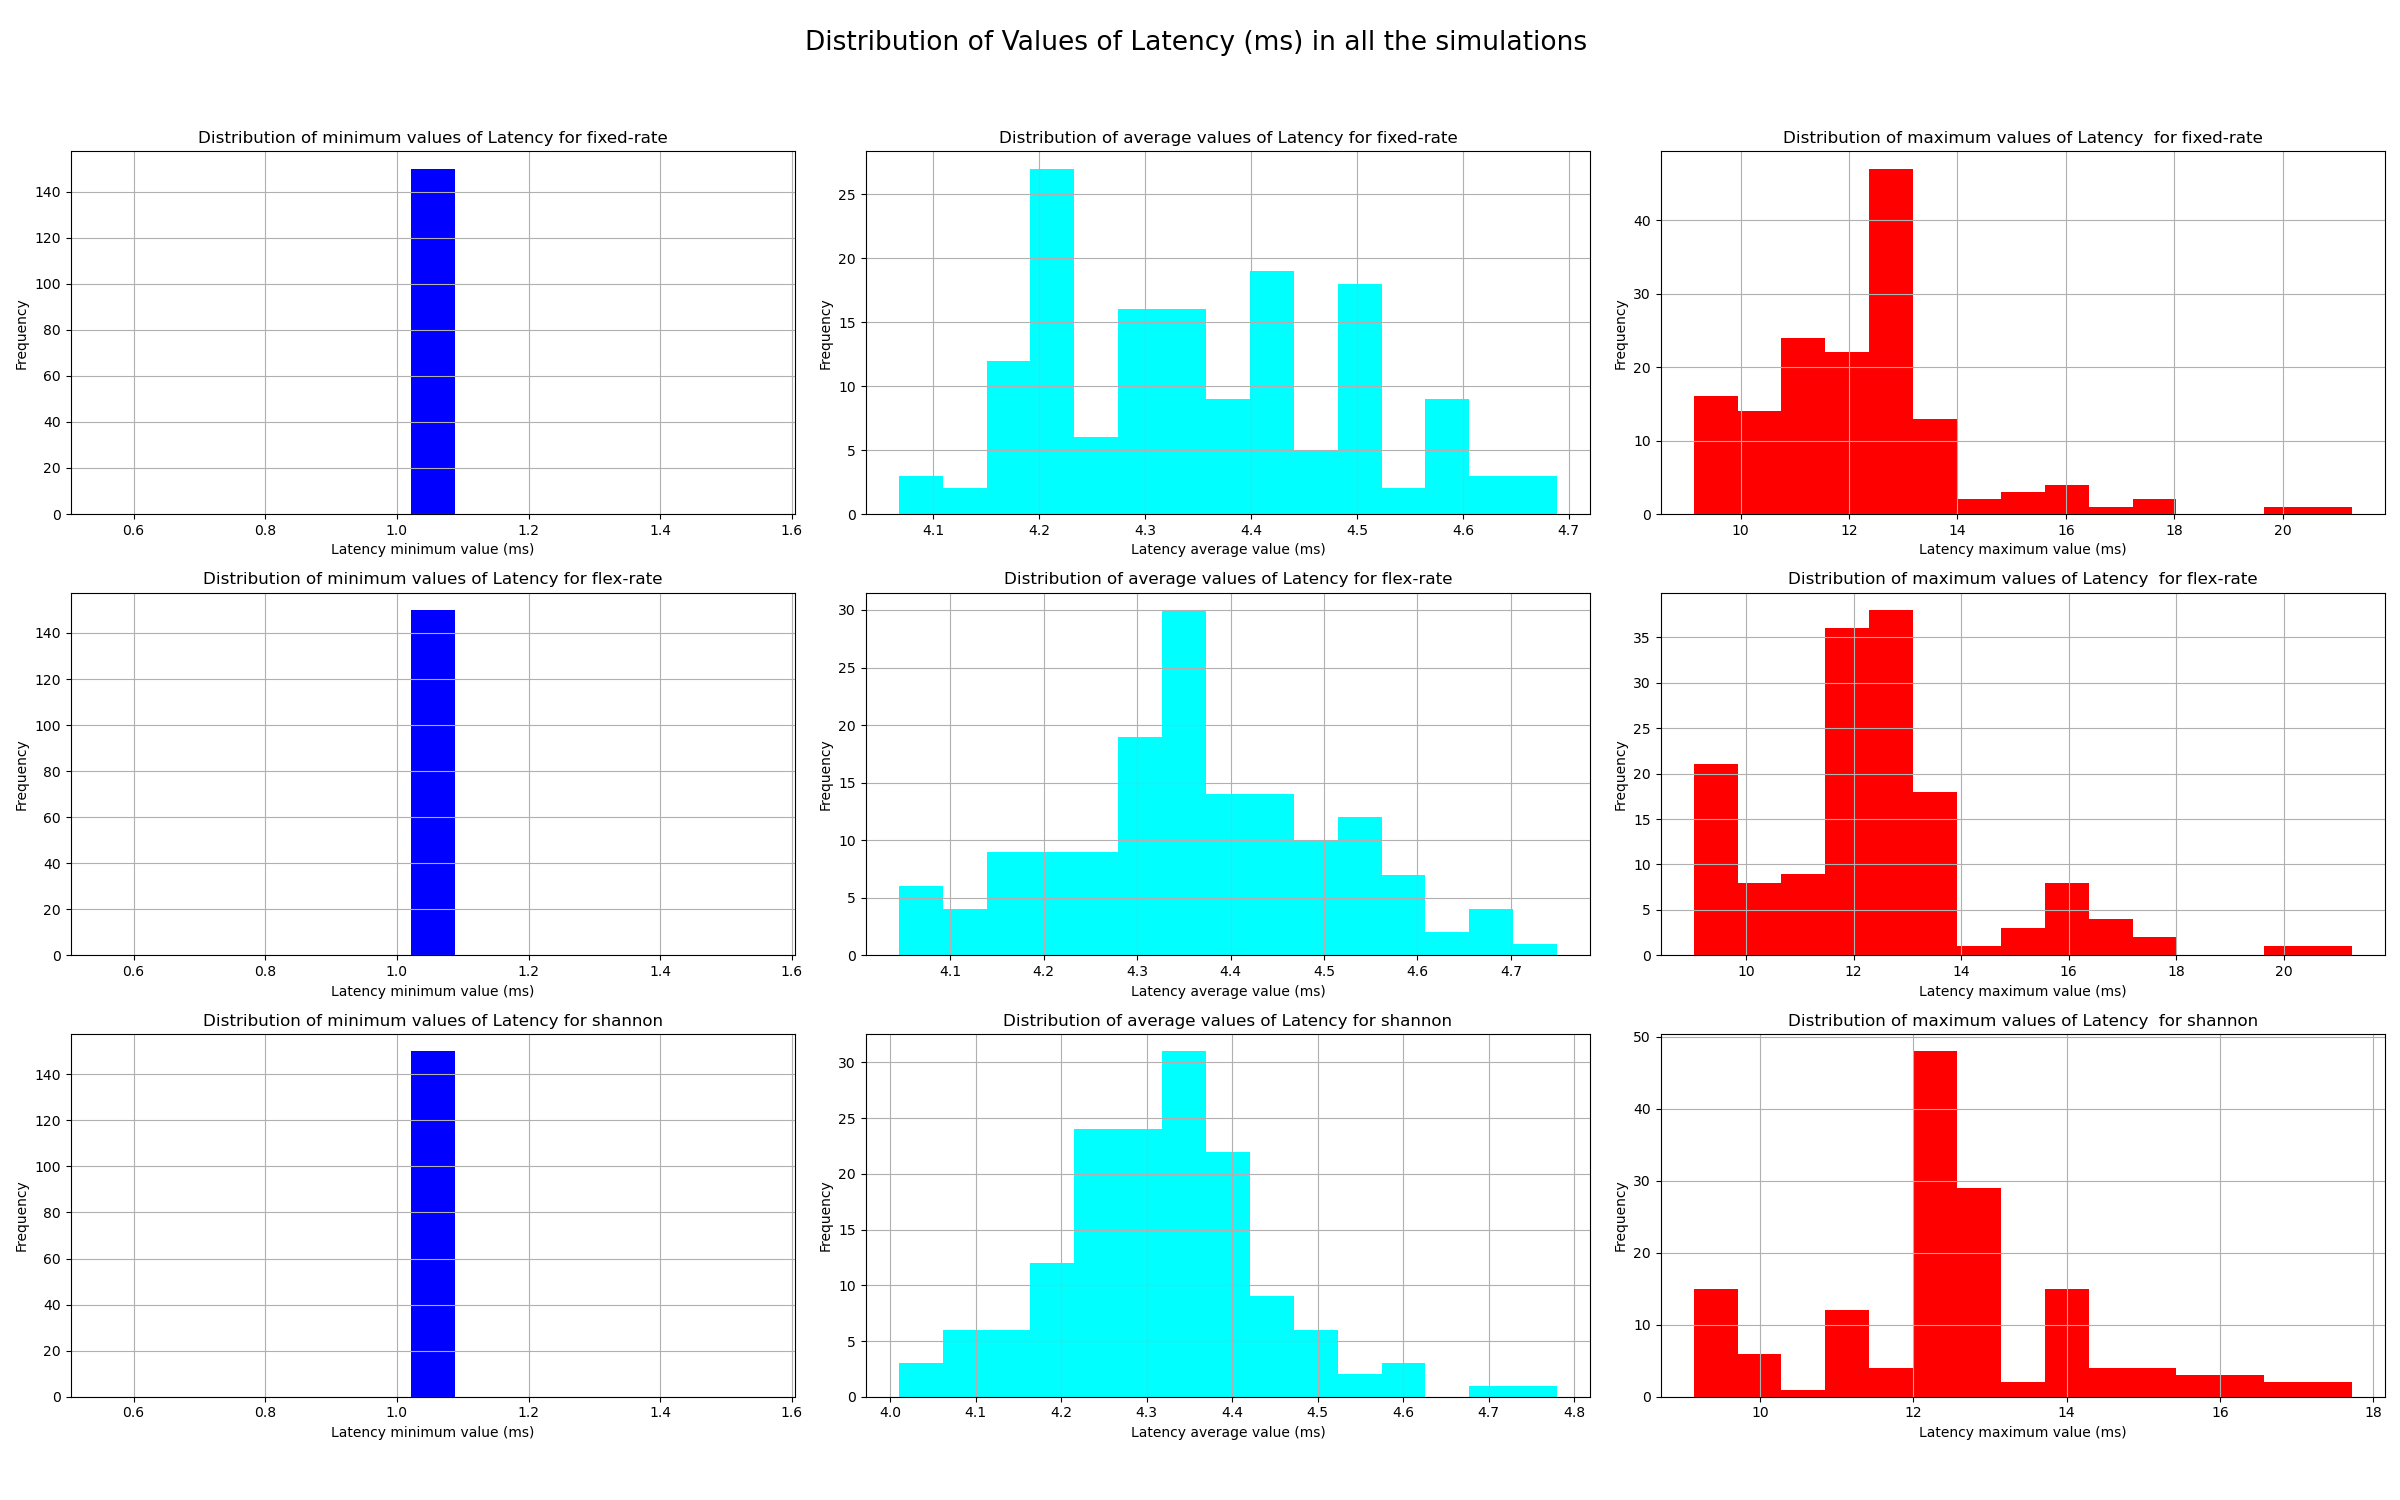 Distribution of Values of Latency (ms) in all the simulations
Distribution of minimum values of Latency for fixed-rate
Frequency
140
120
100
80
60
40
20
0
0.6 0.8 1.0 1.2 1.4 1.6
Latency minimum value (ms)
Distribution of average values of Latency for fixed-rate
Frequency
25
20
15
10
5
0
4.1 4.2 4.3 4.4 4.5 4.6 4.7
Latency average value (ms)
Distribution of maximum values of Latency  for fixed-rate
Frequency
40
30
20
10
0
10 12 14 16 18 20
Latency maximum value (ms)
Distribution of minimum values of Latency for flex-rate
Frequency
140
120
100
80
60
40
20
0
0.6 0.8 1.0 1.2 1.4 1.6
Latency minimum value (ms)
Distribution of average values of Latency for flex-rate
Frequency
30
25
20
15
10
5
0
4.1 4.2 4.3 4.4 4.5 4.6 4.7
Latency average value (ms)
Distribution of maximum values of Latency  for flex-rate
Frequency
35
30
25
20
15
10
5
0
10 12 14 16 18 20
Latency maximum value (ms)
Distribution of minimum values of Latency for shannon
Frequency
140
120
100
80
60
40
20
0
0.6 0.8 1.0 1.2 1.4 1.6
Latency minimum value (ms)
Distribution of average values of Latency for shannon
Frequency
30
25
20
15
10
5
0
4.0 4.1 4.2 4.3 4.4 4.5 4.6 4.7 4.8
Latency average value (ms)
Distribution of maximum values of Latency  for shannon
Frequency
50
40
30
20
10
0
10 12 14 16 18
Latency maximum value (ms)